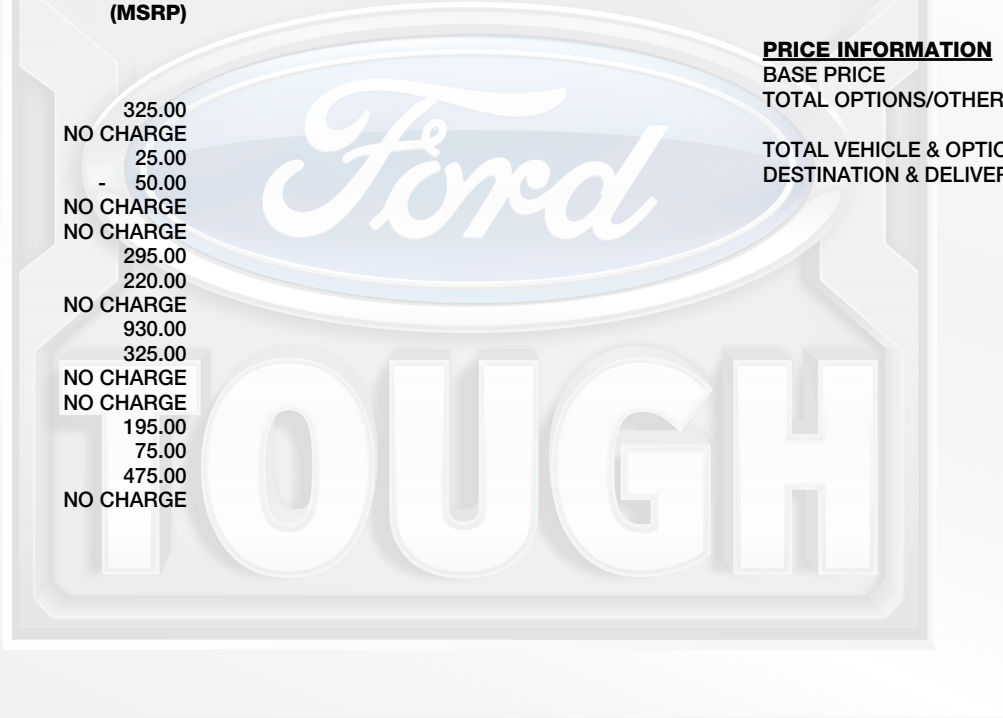 (MSRP)
325.00
NO CHARGE
25.00
- 50.00
NO CHARGE
NO CHARGE
295.00
220.00
NO CHARGE
930.00
325.00
NO CHARGE
NO CHARGE
195.00
75.00
475.00
NO CHARGE
PRICE INFORMATION
BASE PRICE
TOTAL OPTIONS/OTHER
TOTAL VEHICLE & OPTIO
DESTINATION & DELIVER
Ford
TOUGH